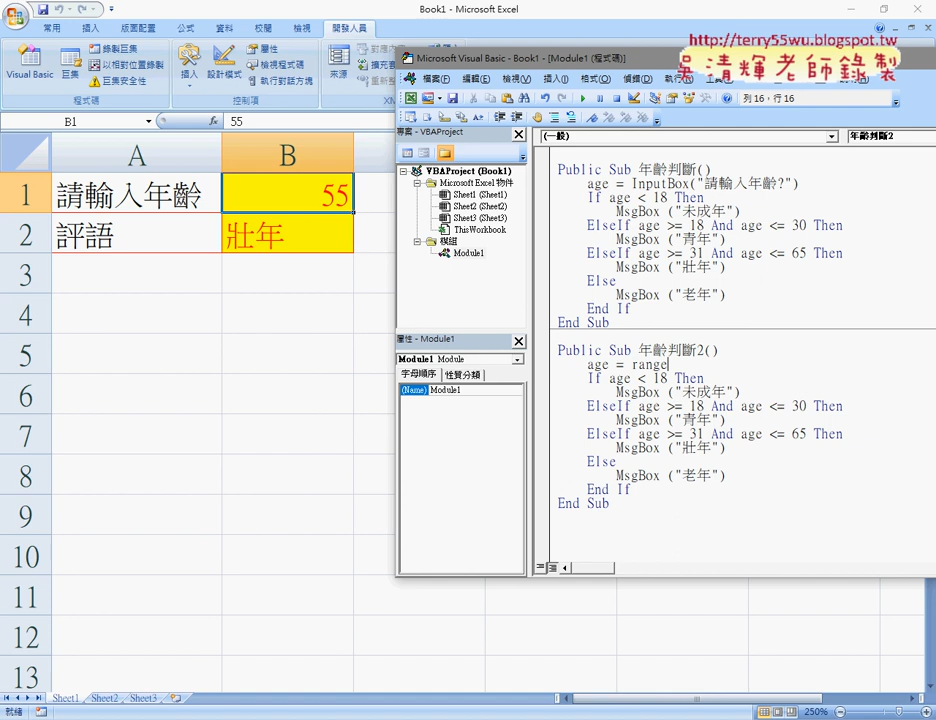 Book1 - Microsoft Excel
常用 插入 版面配置 公式 資料 校閱 檢視 開發人員
http://terry55wu.blogspot.tw
吳清輝老師錄製
Visual Basic
巨集
錄製巨集
以相對位置錄製
巨集安全性
程式碼
插入
設計模式
屬性
檢視程式碼
執行對話方塊
控制項
來源
B1
fx 55
A B
1 請輸入年齡 55
2 評語 壯年
3
4
5
6
7
8
9
10
11
12
13
Sheet1 Sheet2 Sheet3
就緒
250%
Microsoft Visual Basic - Book1 - [Module1 (程式碼)]
檔案(F) 編輯(E) 檢視(V) 插入(I) 格式(O) 偵錯(D)
列 16，行 16
專案 - VBAProject
VBAProject (Book1)
Microsoft Excel 物件
Sheet1 (Sheet1)
Sheet2 (Sheet2)
Sheet3 (Sheet3)
ThisWorkbook
模組
Module1
屬性 - Module1
Module1 Module
字母順序 性質分類
(Name) Module1
(一般) 年齡判斷2
Public Sub 年齡判斷()
age = InputBox("請輸入年齡?")
If age < 18 Then
MsgBox ("未成年")
ElseIf age >= 18 And age <= 30 Then
MsgBox ("青年")
ElseIf age >= 31 And age <= 65 Then
MsgBox ("壯年")
Else
MsgBox ("老年")
End If
End Sub
Public Sub 年齡判斷2()
age = range
If age < 18 Then
MsgBox ("未成年")
ElseIf age >= 18 And age <= 30 Then
MsgBox ("青年")
ElseIf age >= 31 And age <= 65 Then
MsgBox ("壯年")
Else
MsgBox ("老年")
End If
End Sub